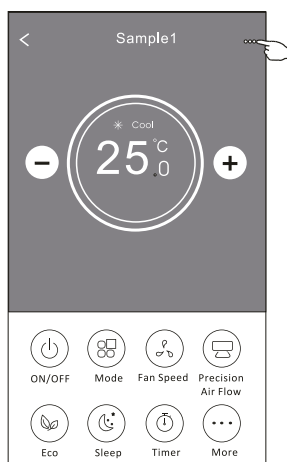 Sample1
Cool
25.0 °C
ON/OFF Mode Fan Speed Precision
Air Flow
Eco Sleep Timer More